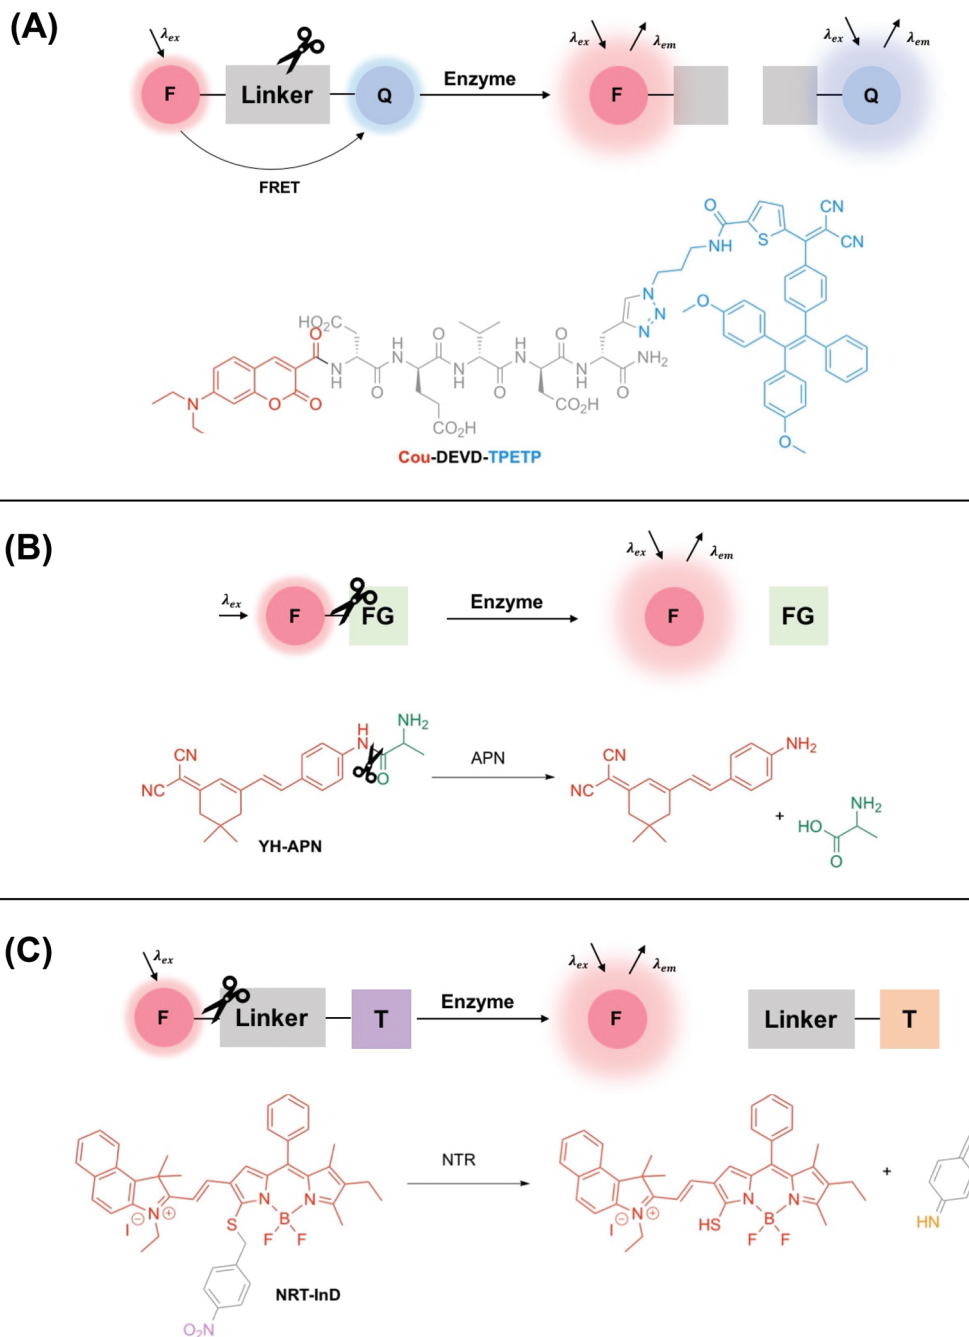 (A)
λex
F
Linker
Q
Enzyme
FRET
λex
λem
F
λex
λem
Q
HO2C
O
O
O
N
O
N
H
O
H
N
O
CO2H
N
H
O
O
H
N
O
CO2H
N
H
O
NH2
N
N
N
O
NH
S
CN
CN
O
O
Cou-DEVD-TPETP
(B)
λex
F
FG
Enzyme
λex
λem
F
FG
CN
NC
H
N
O
NH2
YH-APN
APN
CN
NC
NH2
+
HO
O
NH2
(C)
λex
F
Linker
T
Enzyme
λex
λem
F
Linker
T
I⊖
N⊕
S
N
B
N
F
F
O2N
NRT-InD
NTR
I⊖
N⊕
HS
N
B
N
F
F
+
HN